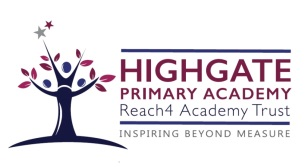 HIGHGATE
PRIMARY ACADEMY
Reach4 Academy Trust
INSPIRING BEYOND MEASURE